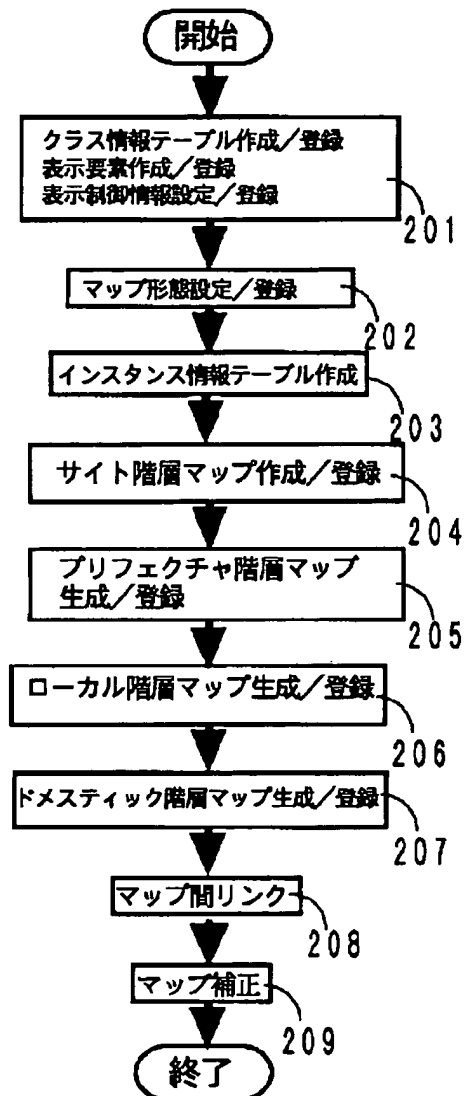 開始
クラス情報テーブル作成／登録
表示要素作成／登録
表示制御情報設定／登録
201
マップ形態設定／登録
202
インスタンス情報テーブル作成
203
サイト階層マップ作成／登録
204
プリフェクチャ階層マップ
生成／登録
205
ローカル階層マップ生成／登録
206
ドメスティック階層マップ生成／登録
207
マップ間リンク
208
マップ補正
209
終了